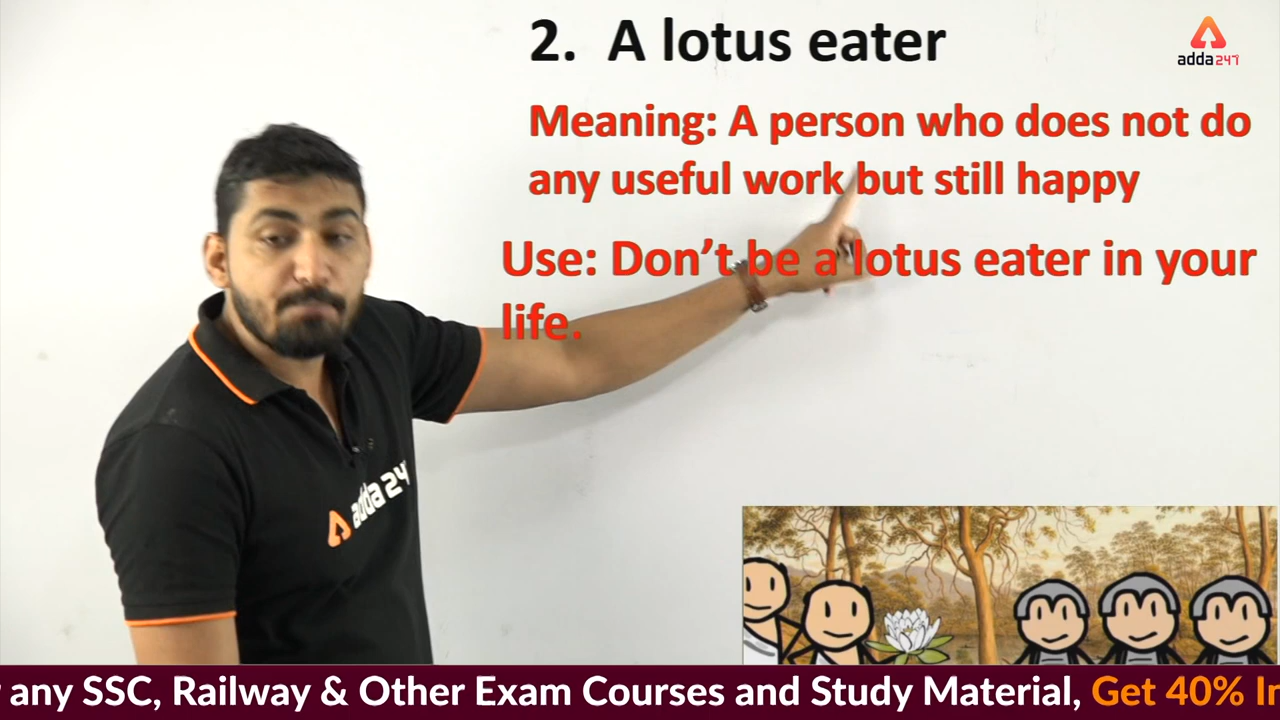 2. A lotus eater
adda247
Meaning: A person who does not do
any useful work but still happy
Use: Don't be a lotus eater in your
life.
adda 24
any SSC, Railway & Other Exam Courses and Study Material, Get 40%